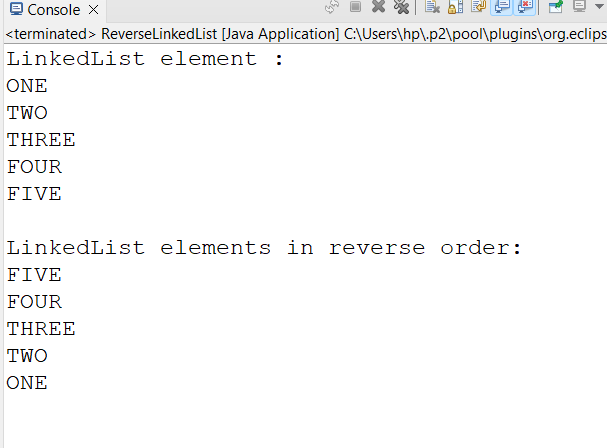 Console
<terminated> ReverseLinkedList [Java Application] C:\Users\hp\.p2\pool\plugins\org.eclips
LinkedList element :
ONE
TWO
THREE
FOUR
FIVE
LinkedList elements in reverse order:
FIVE
FOUR
THREE
TWO
ONE